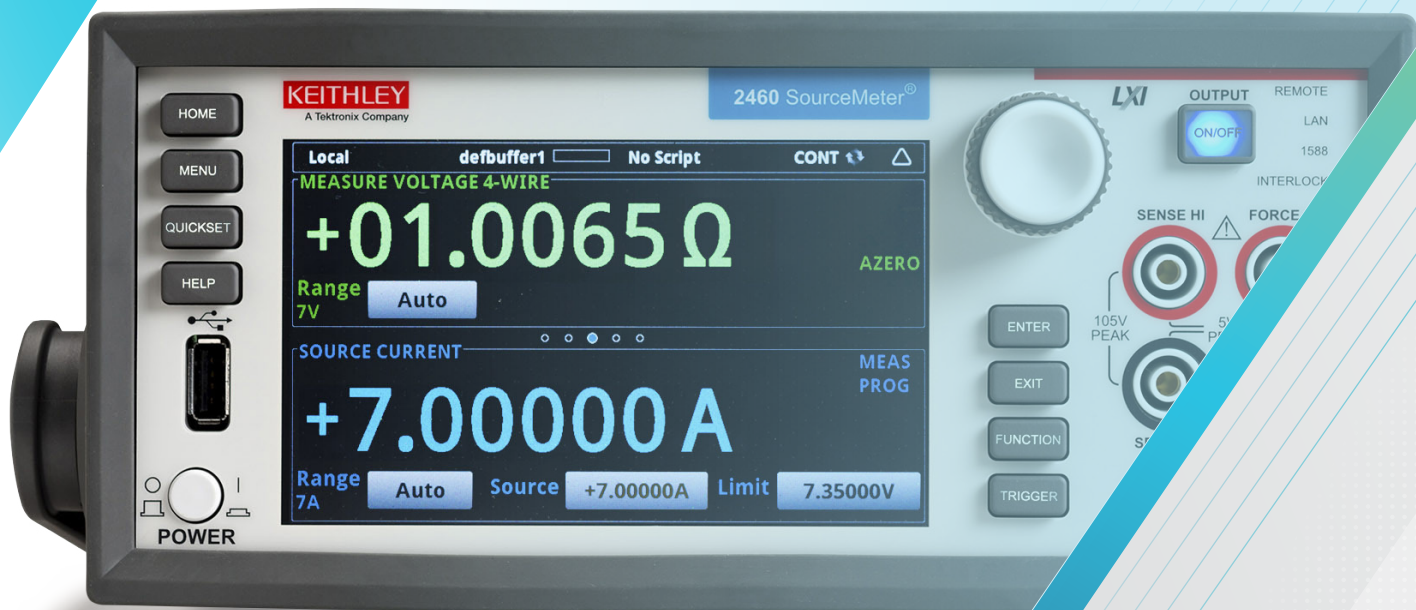 HOME
MENU
QUICKSET
HELP
POWER
KEITHLEY
A Tektronix Company
2460 SourceMeter®
Local defbuffer1 No Script CONT
MEASURE VOLTAGE 4-WIRE
+01.0065 Ω
AZERO
Range
7V
Auto
SOURCE CURRENT
MEAS
PROG
+7.00000 A
Range
7A
Auto
Source
+7.00000A
Limit
7.35000V
LXI
OUTPUT
ON/OFF
REMOTE
LAN
1588
INTERLOCK
SENSE HI
FORCE
105V
PEAK
ENTER
EXIT
FUNCTION
TRIGGER